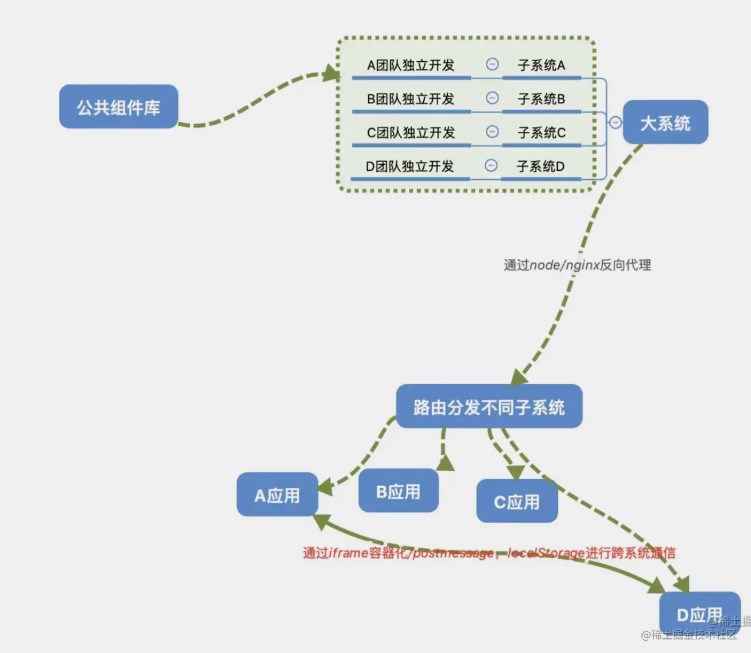 A团队独立开发
子系统A
公共组件库
B团队独立开发
子系统B
大系统
C团队独立开发
子系统C
D团队独立开发
子系统D
通过node/nginx反向代理
路由分发不同子系统
A应用
B应用
C应用
通过iframe容器化/postmessage，localStorage进行跨系统通信
D应用
@稀土掘
@稀土掘金技术社区